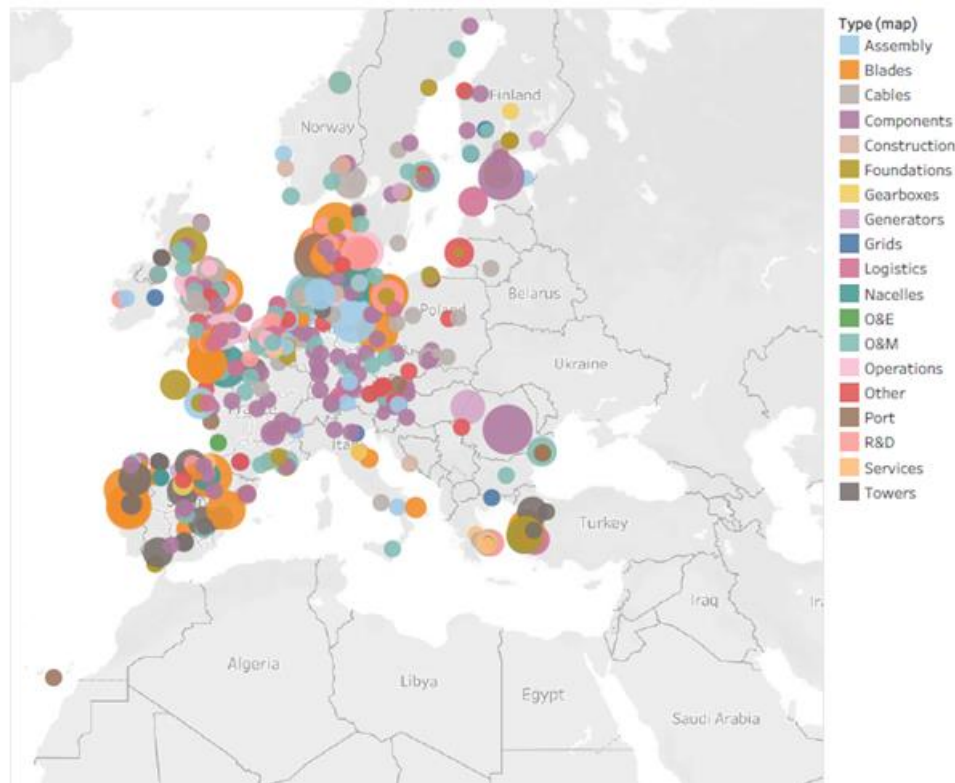 Type (map)
Assembly
Blades
Cables
Components
Construction
Foundations
Gearboxes
Generators
Grids
Logistics
Nacelles
O&E
O&M
Operations
Other
Port
R&D
Services
Towers
Finland
Norway
Belarus
Poland
Ukraine
Turkey
Iraq
Algeria
Libya
Egypt
Saudi Arabia